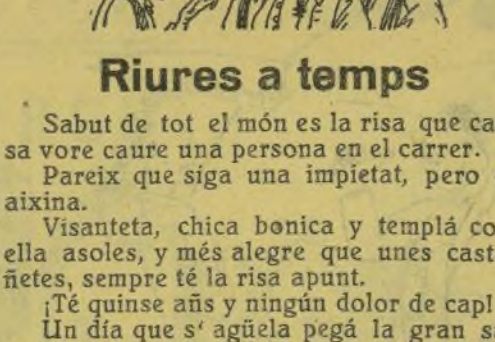 Riures a temps
Sabut de tot el món es la risa que ca
sa vore caure una persona en el carrer.
Pareix que siga una impietat, pero
aixina.
Visanteta, chica bonica y templá co
ella asoles, y més alegre que unes cast
ñetes, sempre té la risa apunt.
¡Té quinse añs y ningún dolor de cap!
Un día que s' agüela pegá la gran s